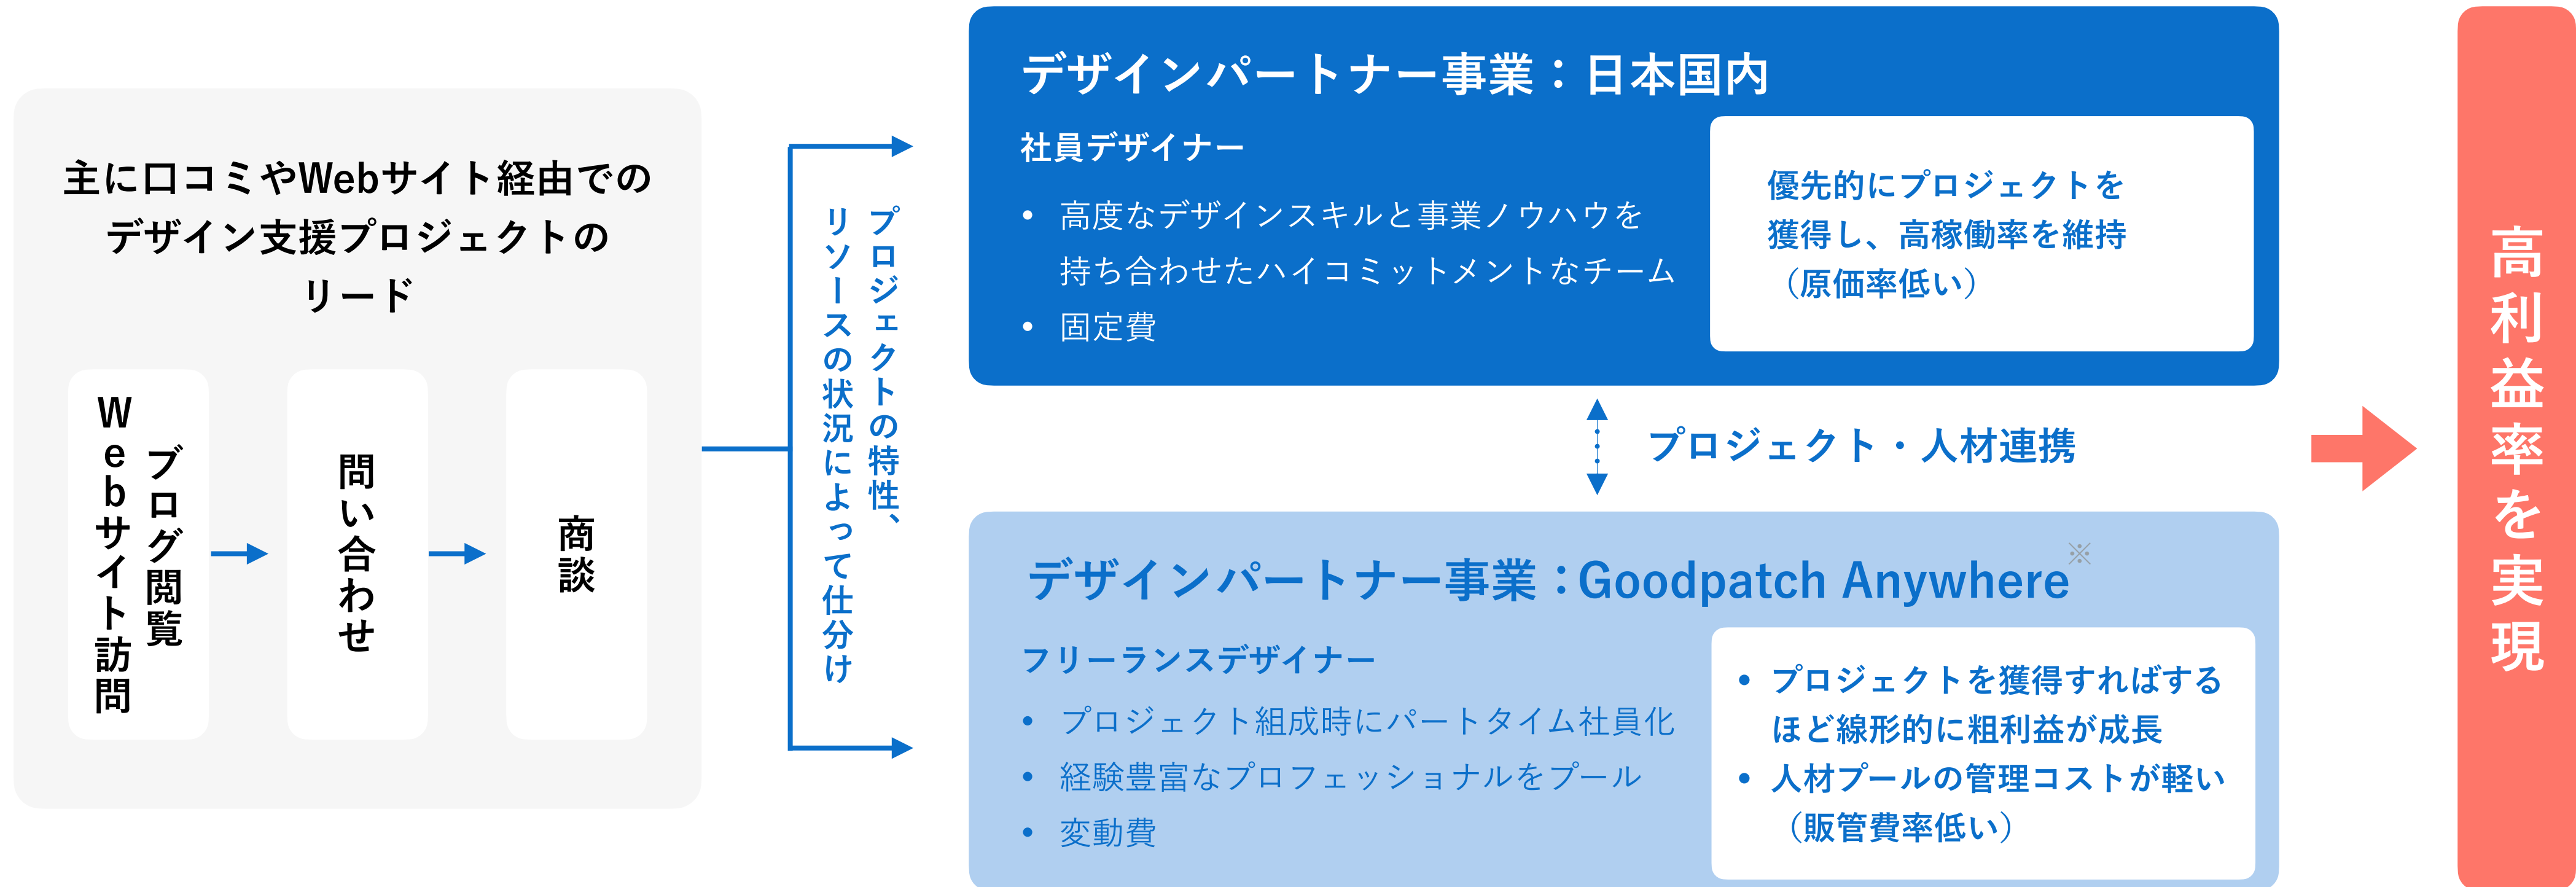 主に口コミやWebサイト経由での
デザイン支援プロジェクトの
リード
ブログ閲覧
Webサイト訪問
問い合わせ
商談
プロジェクトの特性、
リソースの状況によって仕分け
デザインパートナー事業：日本国内
社員デザイナー
• 高度なデザインスキルと事業ノウハウを
持ち合わせたハイコミットメントなチーム
• 固定費
優先的にプロジェクトを
獲得し、高稼働率を維持
（原価率低い）
プロジェクト・人材連携
デザインパートナー事業：Goodpatch Anywhere※
フリーランスデザイナー
• プロジェクト組成時にパートタイム社員化
• 経験豊富なプロフェッショナルをプール
• 変動費
• プロジェクトを獲得すればする
ほど線形的に粗利益が成長
• 人材プールの管理コストが軽い
（販管費率低い）
高利益率を実現